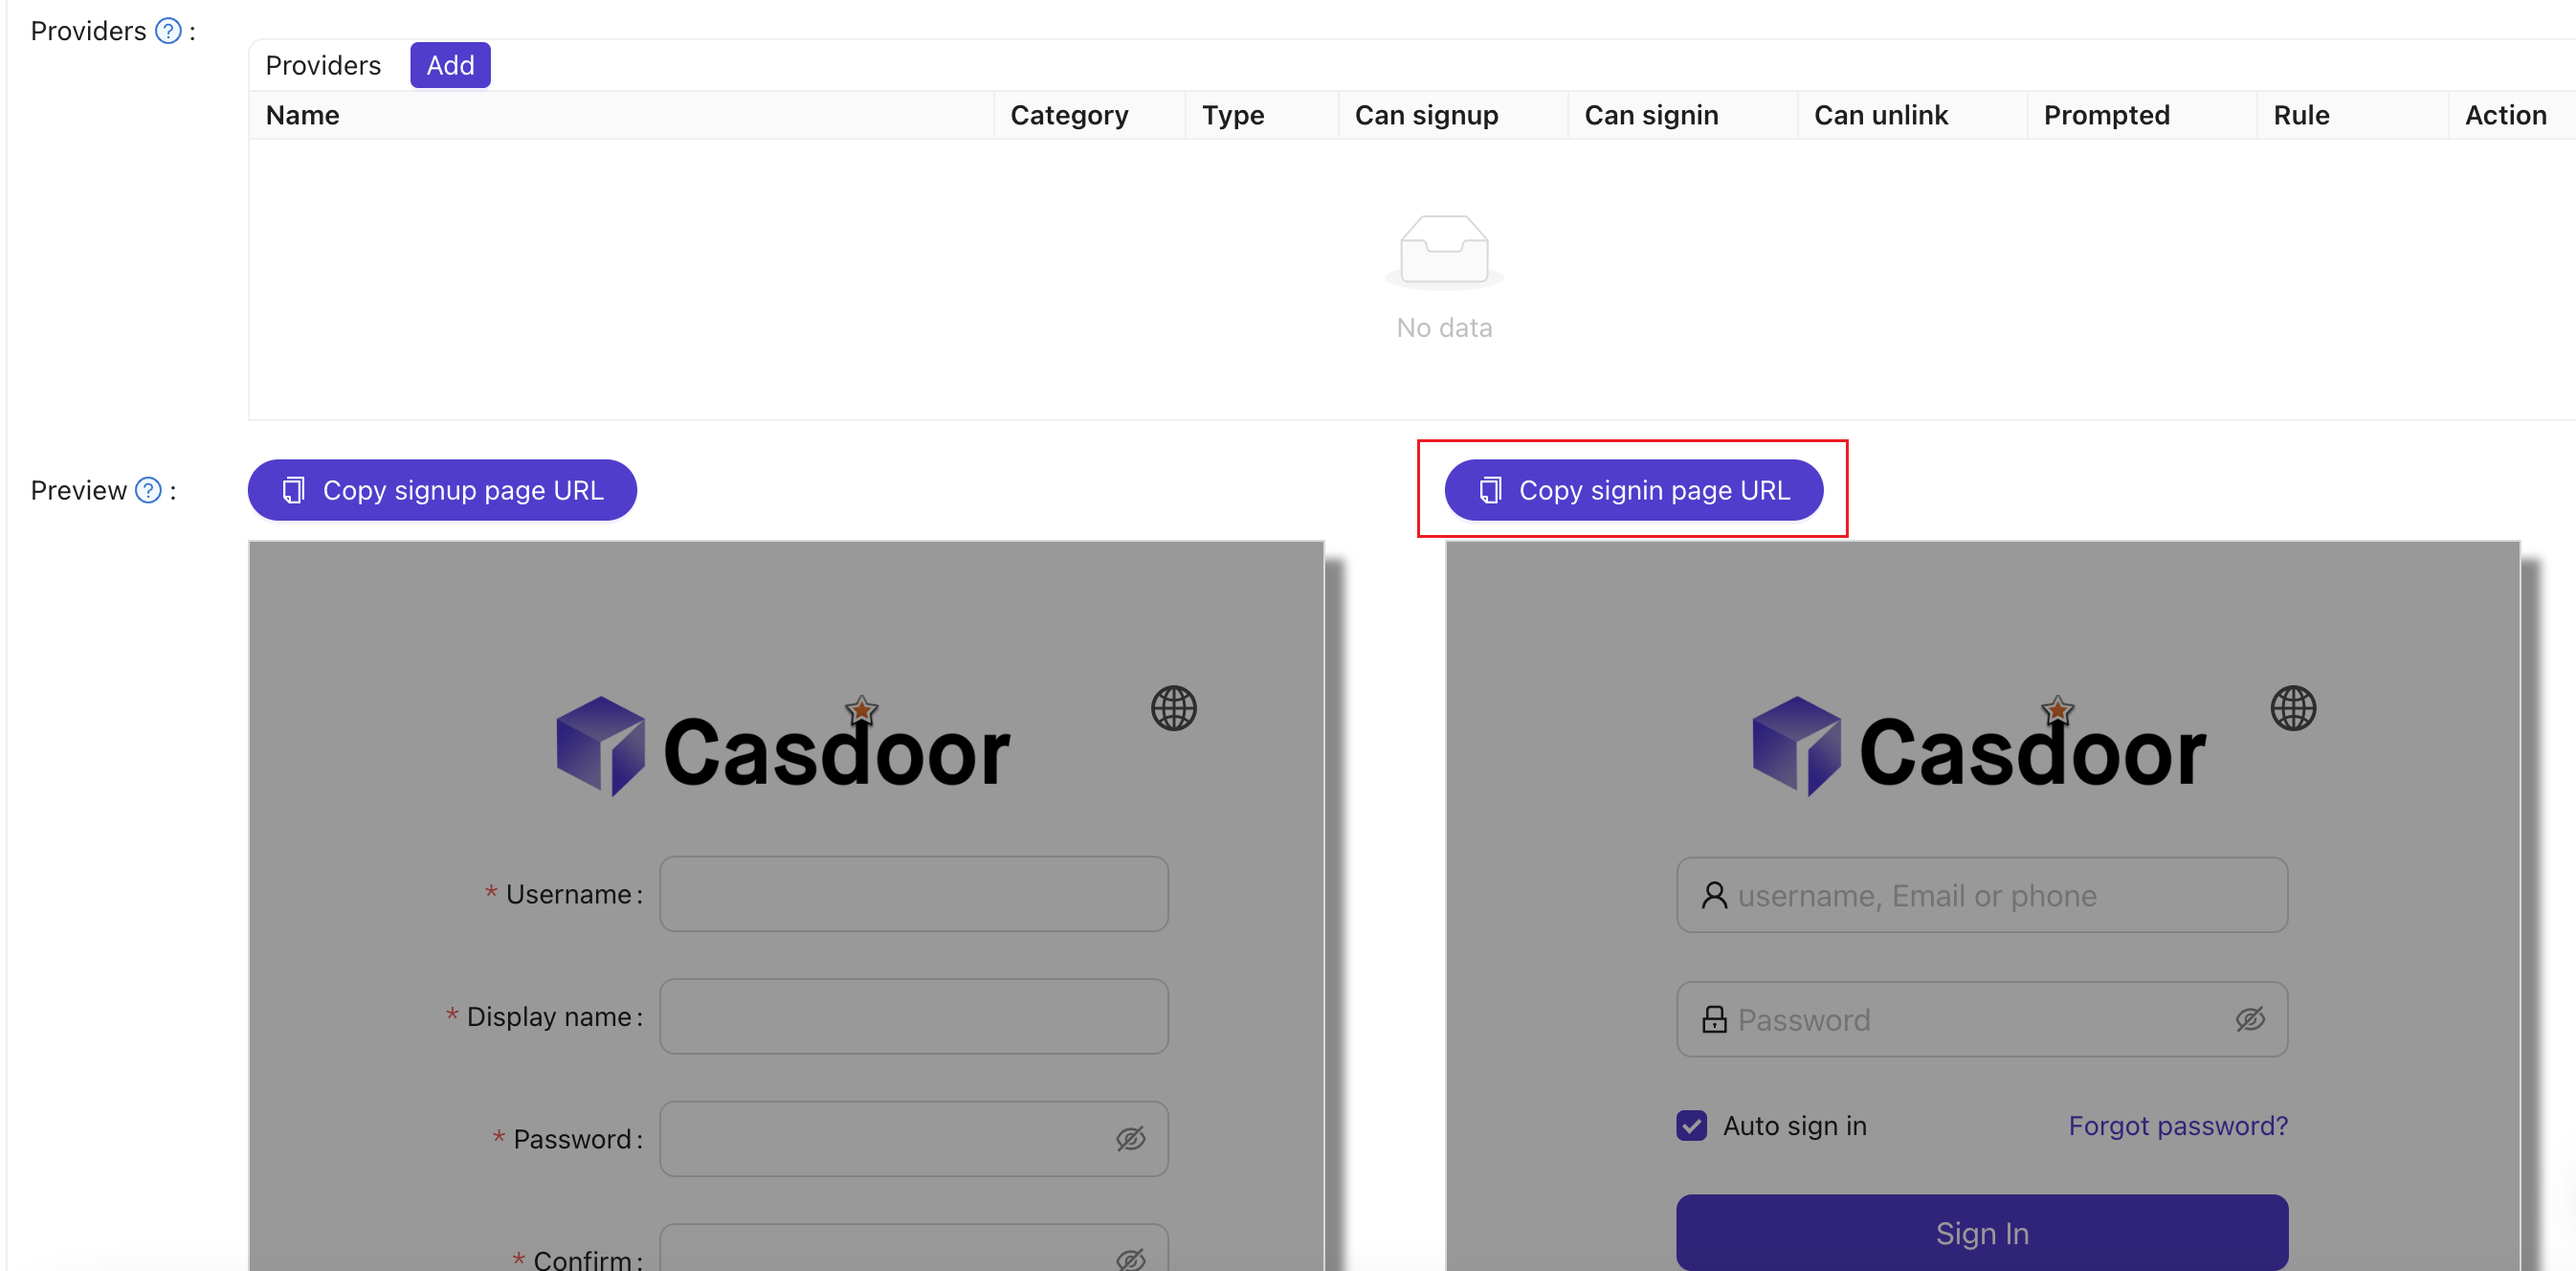 Providers ? :
Providers Add
Name Category Type Can signup Can signin Can unlink Prompted Rule Action
No data
Preview ? :
Copy signup page URL
Copy signin page URL
Casdoor
* Username :
* Display name :
* Password :
* Confirm :
Casdoor
username, Email or phone
Password
Auto sign in Forgot password?
Sign In